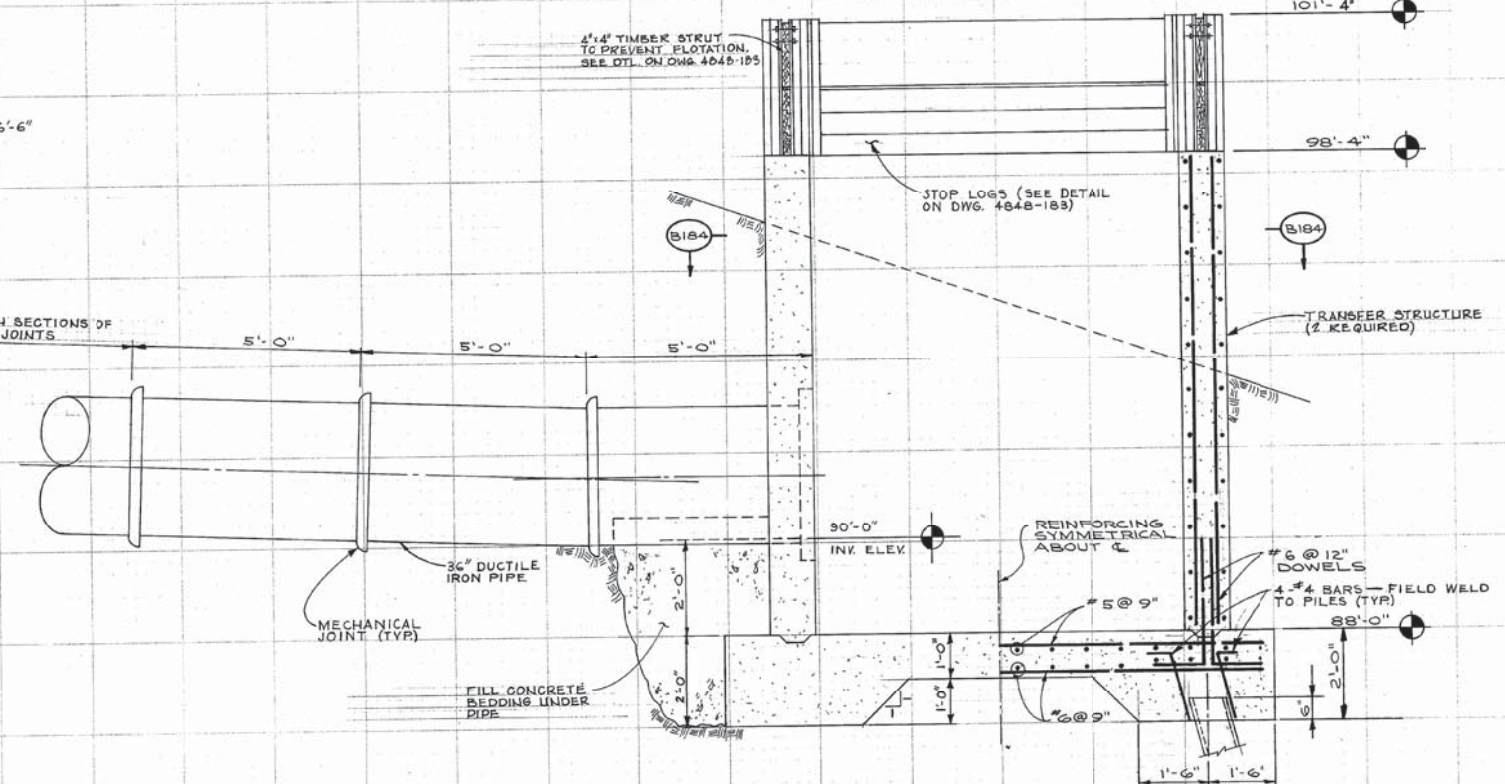 101'-4"
4"x4" TIMBER STRUT
TO PREVENT FLOTATION.
SEE DTL. ON DWG. 4848-183
6'-6"
98'-4"
STOP LOGS (SEE DETAIL
ON DWG. 4848-183)
B184
B184
SECTIONS OF
JOINTS
5'-0"
5'-0"
5'-0"
TRANSFER STRUCTURE
(2 REQUIRED)
90'-0"
INV. ELEV.
REINFORCING
SYMMETRICAL
ABOUT ℄
36" DUCTILE
IRON PIPE
#6 @ 12"
DOWELS
2'-0"
#5 @ 9"
4-#4 BARS — FIELD WELD
TO PILES (TYP.)
MECHANICAL
JOINT (TYP.)
88'-0"
1'-0"
2'-0"
FILL CONCRETE
BEDDING UNDER
PIPE
2'-0"
1
1
1'-0"
#6@9"
6"
1'-6"
1'-6"